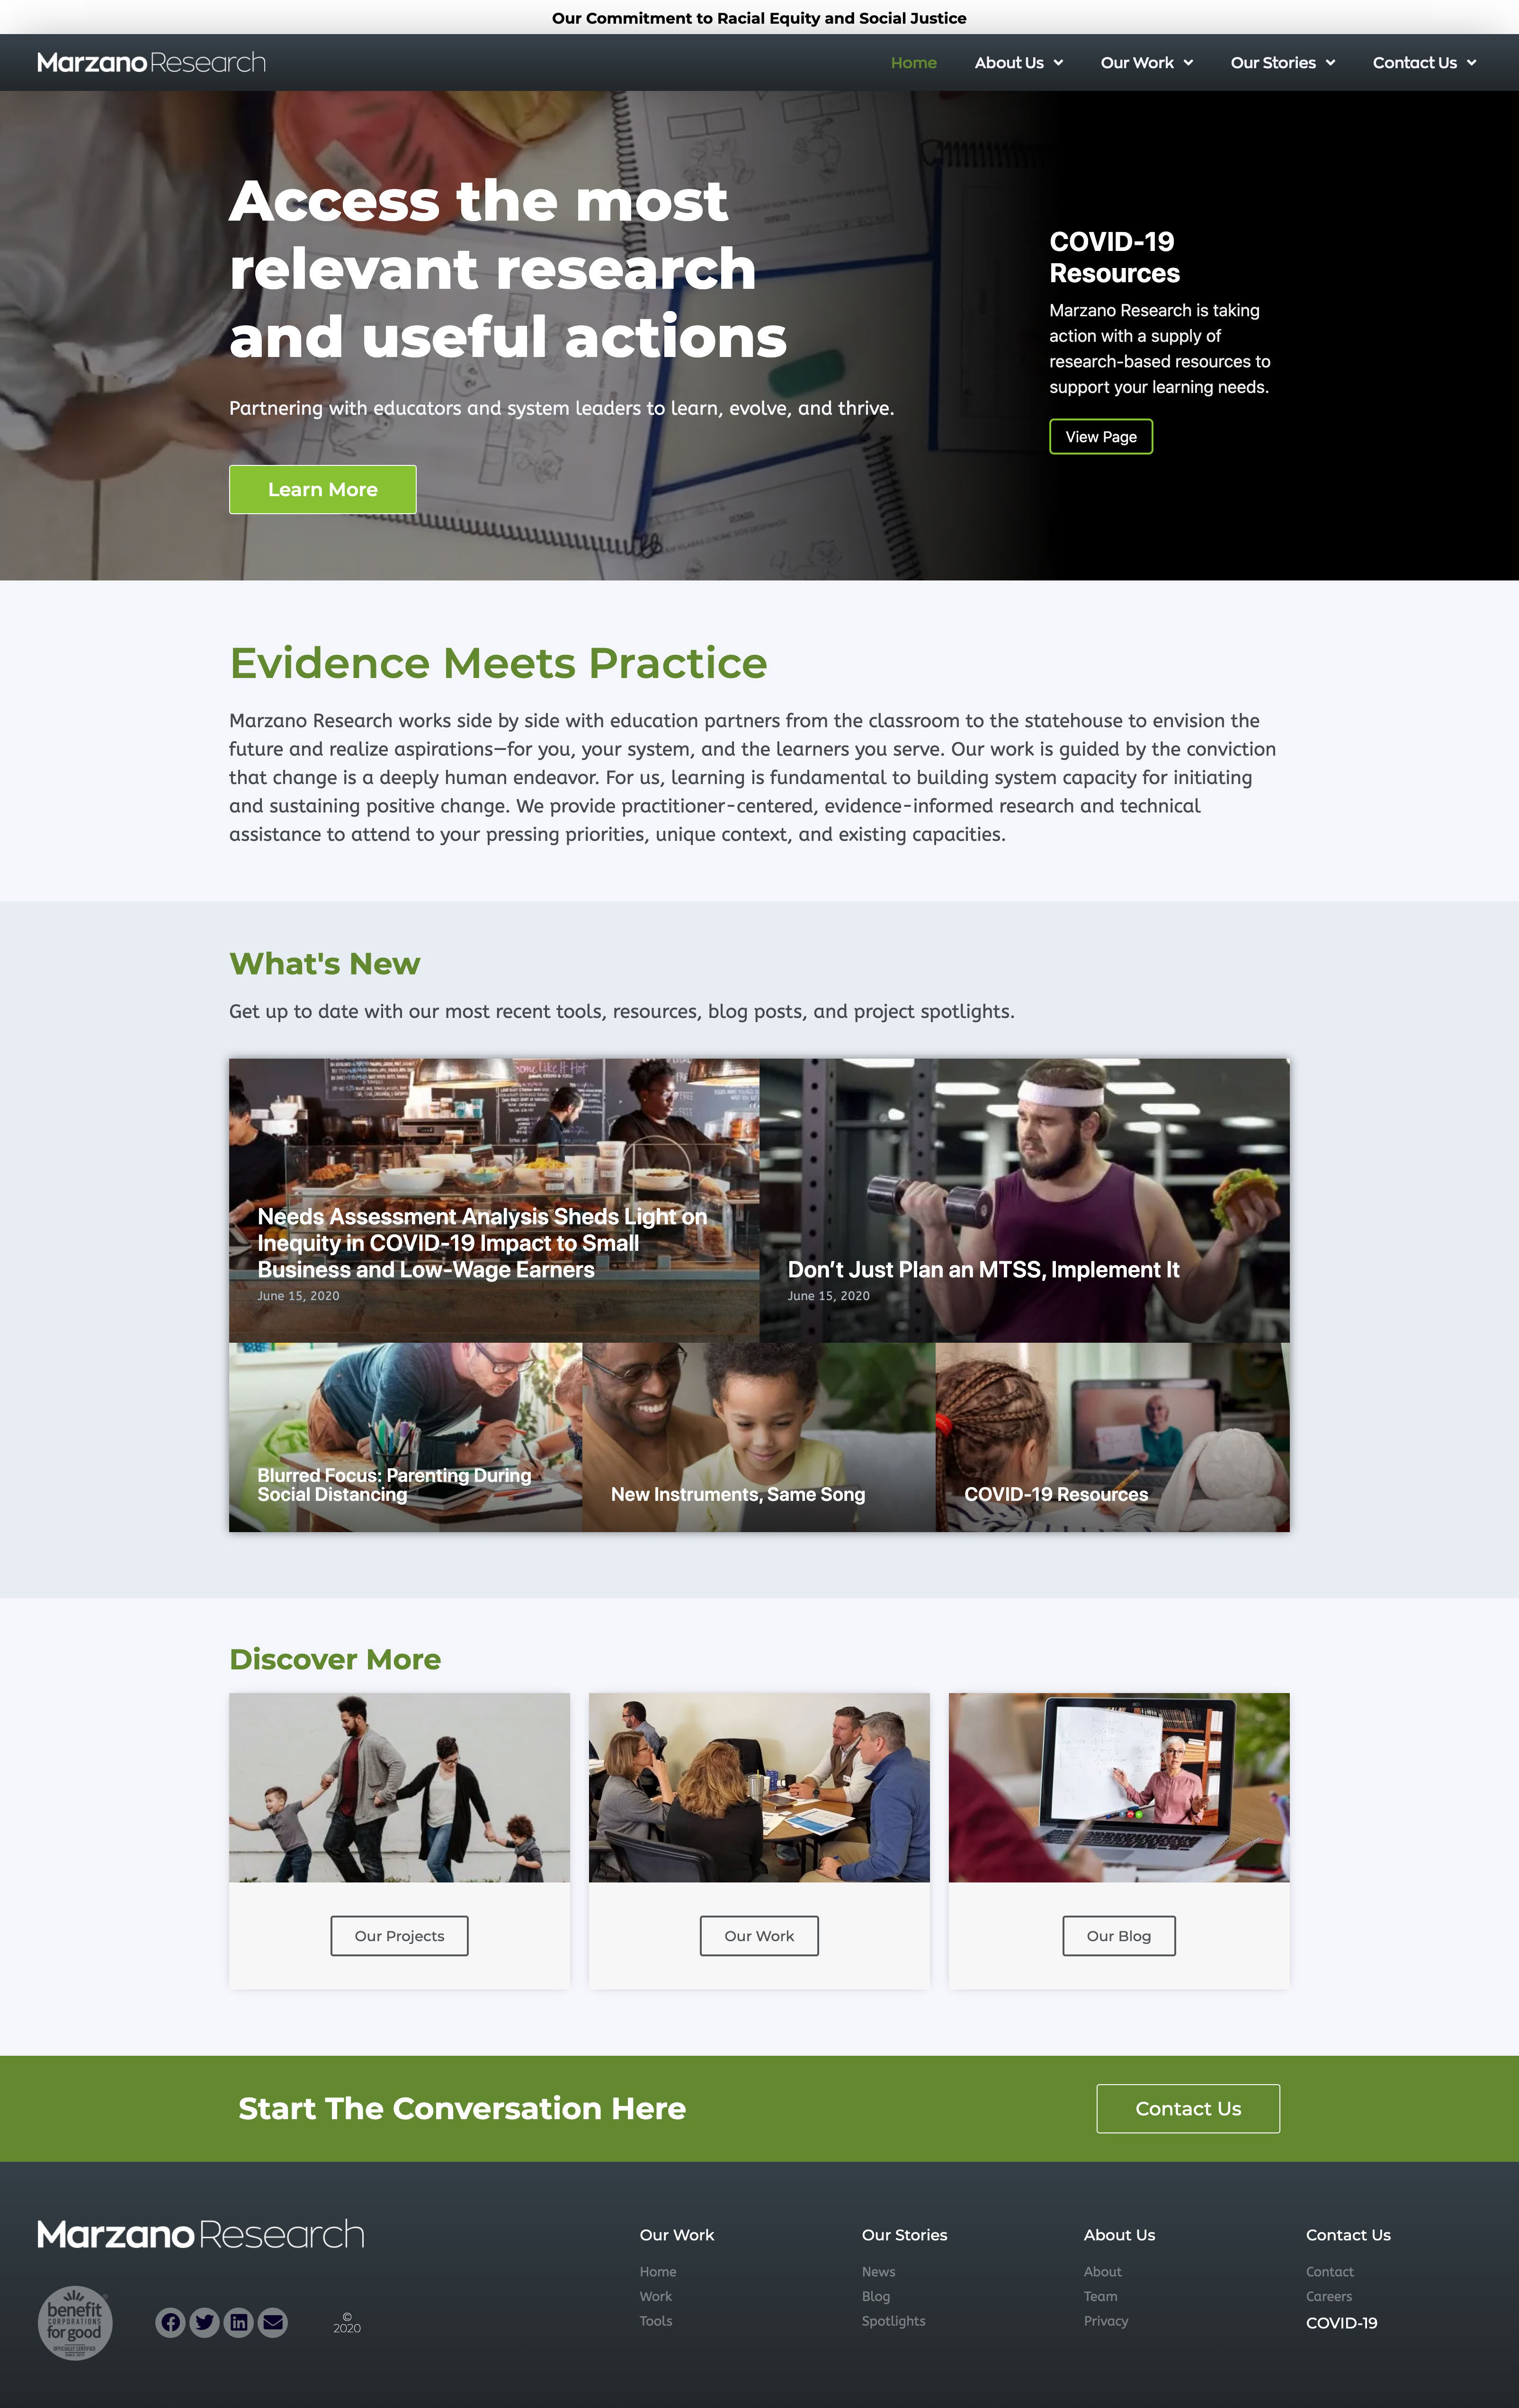 Our Commitment to Racial Equity and Social Justice
Marzano Research
Home
About Us
Our Work
Our Stories
Contact Us
Access the most
relevant research
and useful actions
Partnering with educators and system leaders to learn, evolve, and thrive.
Learn More
COVID-19
Resources
Marzano Research is taking
action with a supply of
research-based resources to
support your learning needs.
View Page
Evidence Meets Practice
Marzano Research works side by side with education partners from the classroom to the statehouse to envision the
future and realize aspirations—for you, your system, and the learners you serve. Our work is guided by the conviction
that change is a deeply human endeavor. For us, learning is fundamental to building system capacity for initiating
and sustaining positive change. We provide practitioner-centered, evidence-informed research and technical
assistance to attend to your pressing priorities, unique context, and existing capacities.
What's New
Get up to date with our most recent tools, resources, blog posts, and project spotlights.
Some like It Hot
Needs Assessment Analysis Sheds Light on
Inequity in COVID-19 Impact to Small
Business and Low-Wage Earners
June 15, 2020
Don’t Just Plan an MTSS, Implement It
June 15, 2020
Blurred Focus: Parenting During
Social Distancing
New Instruments, Same Song
COVID-19 Resources
Discover More
Our Projects
Our Work
Our Blog
Start The Conversation Here
Contact Us
Marzano Research
benefit
CORPORATIONS
for good
OFFICIALLY CERTIFIED
©
2020
Our Work
Home
Work
Tools
Our Stories
News
Blog
Spotlights
About Us
About
Team
Privacy
Contact Us
Contact
Careers
COVID-19